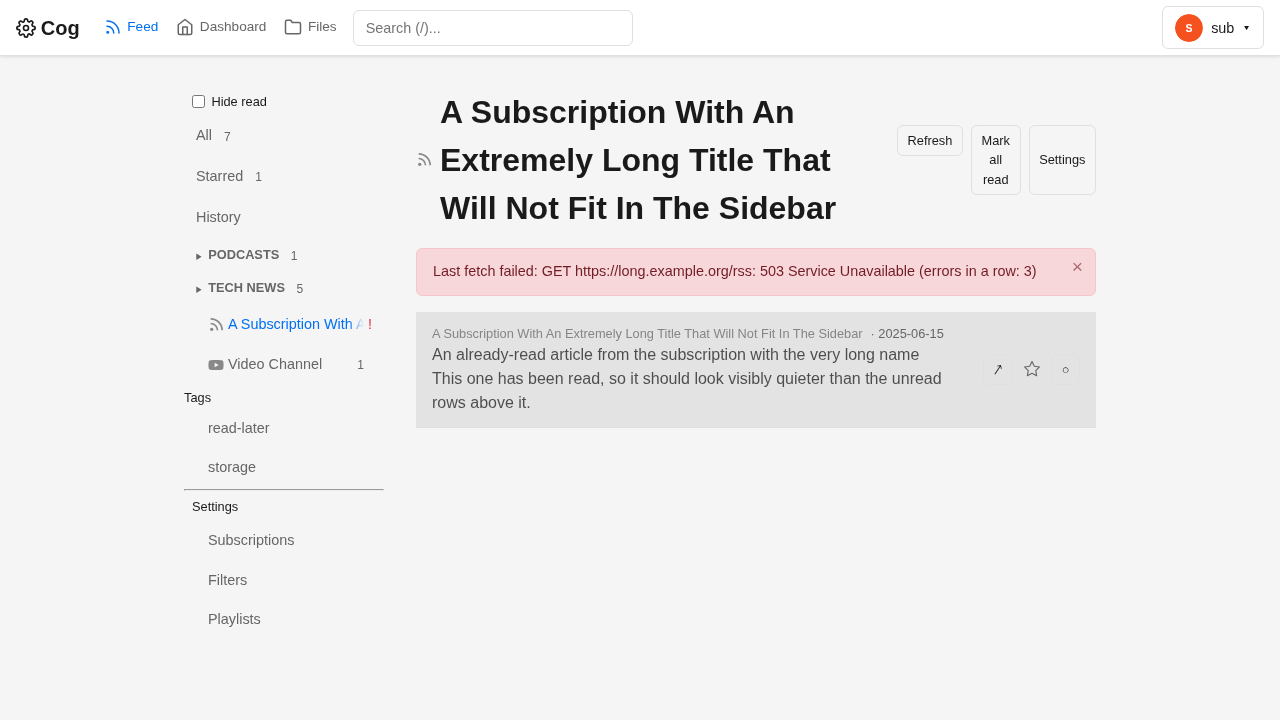 Cog
Feed
Dashboard
Files
Search (/)...
S
sub
Hide read
All 7
Starred 1
History
PODCASTS 1
TECH NEWS 5
A Subscription With A !
Video Channel 1
Tags
read-later
storage
Settings
Subscriptions
Filters
Playlists
A Subscription With An
Extremely Long Title That
Will Not Fit In The Sidebar
Refresh
Mark
all
read
Settings
Last fetch failed: GET https://long.example.org/rss: 503 Service Unavailable (errors in a row: 3) ×
A Subscription With An Extremely Long Title That Will Not Fit In The Sidebar · 2025-06-15
An already-read article from the subscription with the very long name
This one has been read, so it should look visibly quieter than the unread
rows above it.